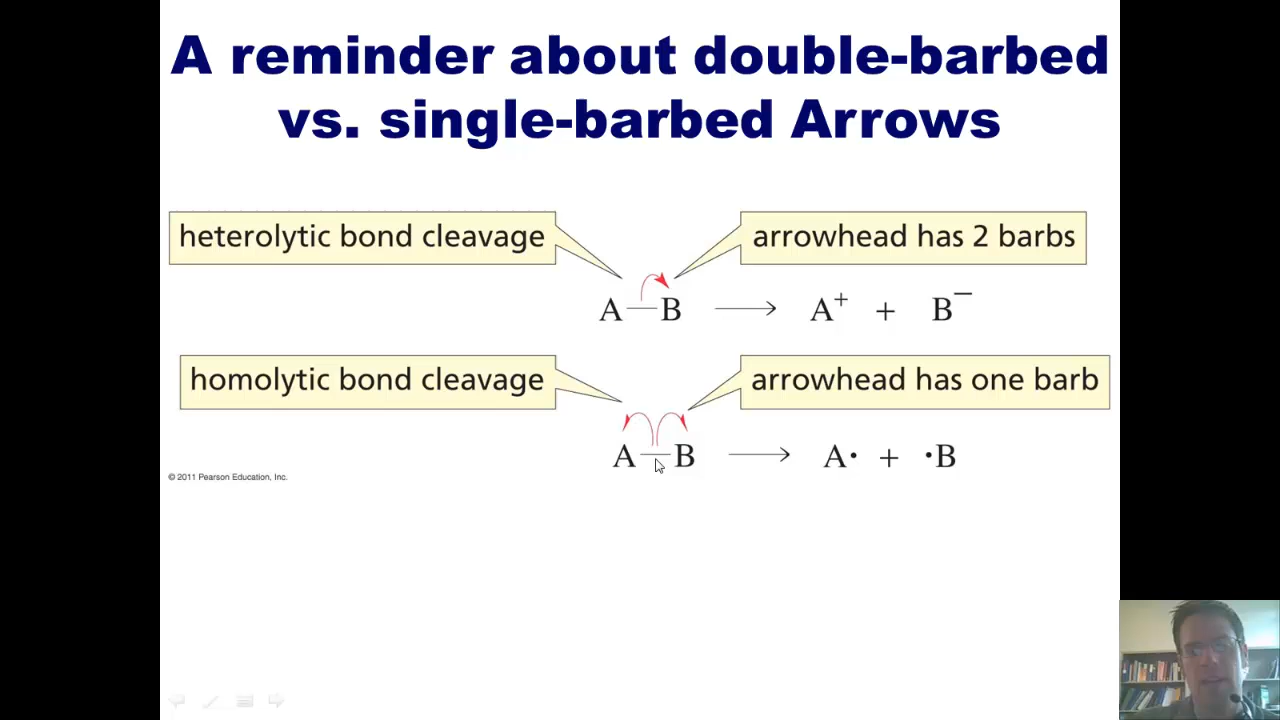 A reminder about double-barbed
vs. single-barbed Arrows
heterolytic bond cleavage
arrowhead has 2 barbs
A—B ⟶ A⁺ + B⁻
homolytic bond cleavage
arrowhead has one barb
A—B ⟶ A· + ·B
© 2011 Pearson Education, Inc.